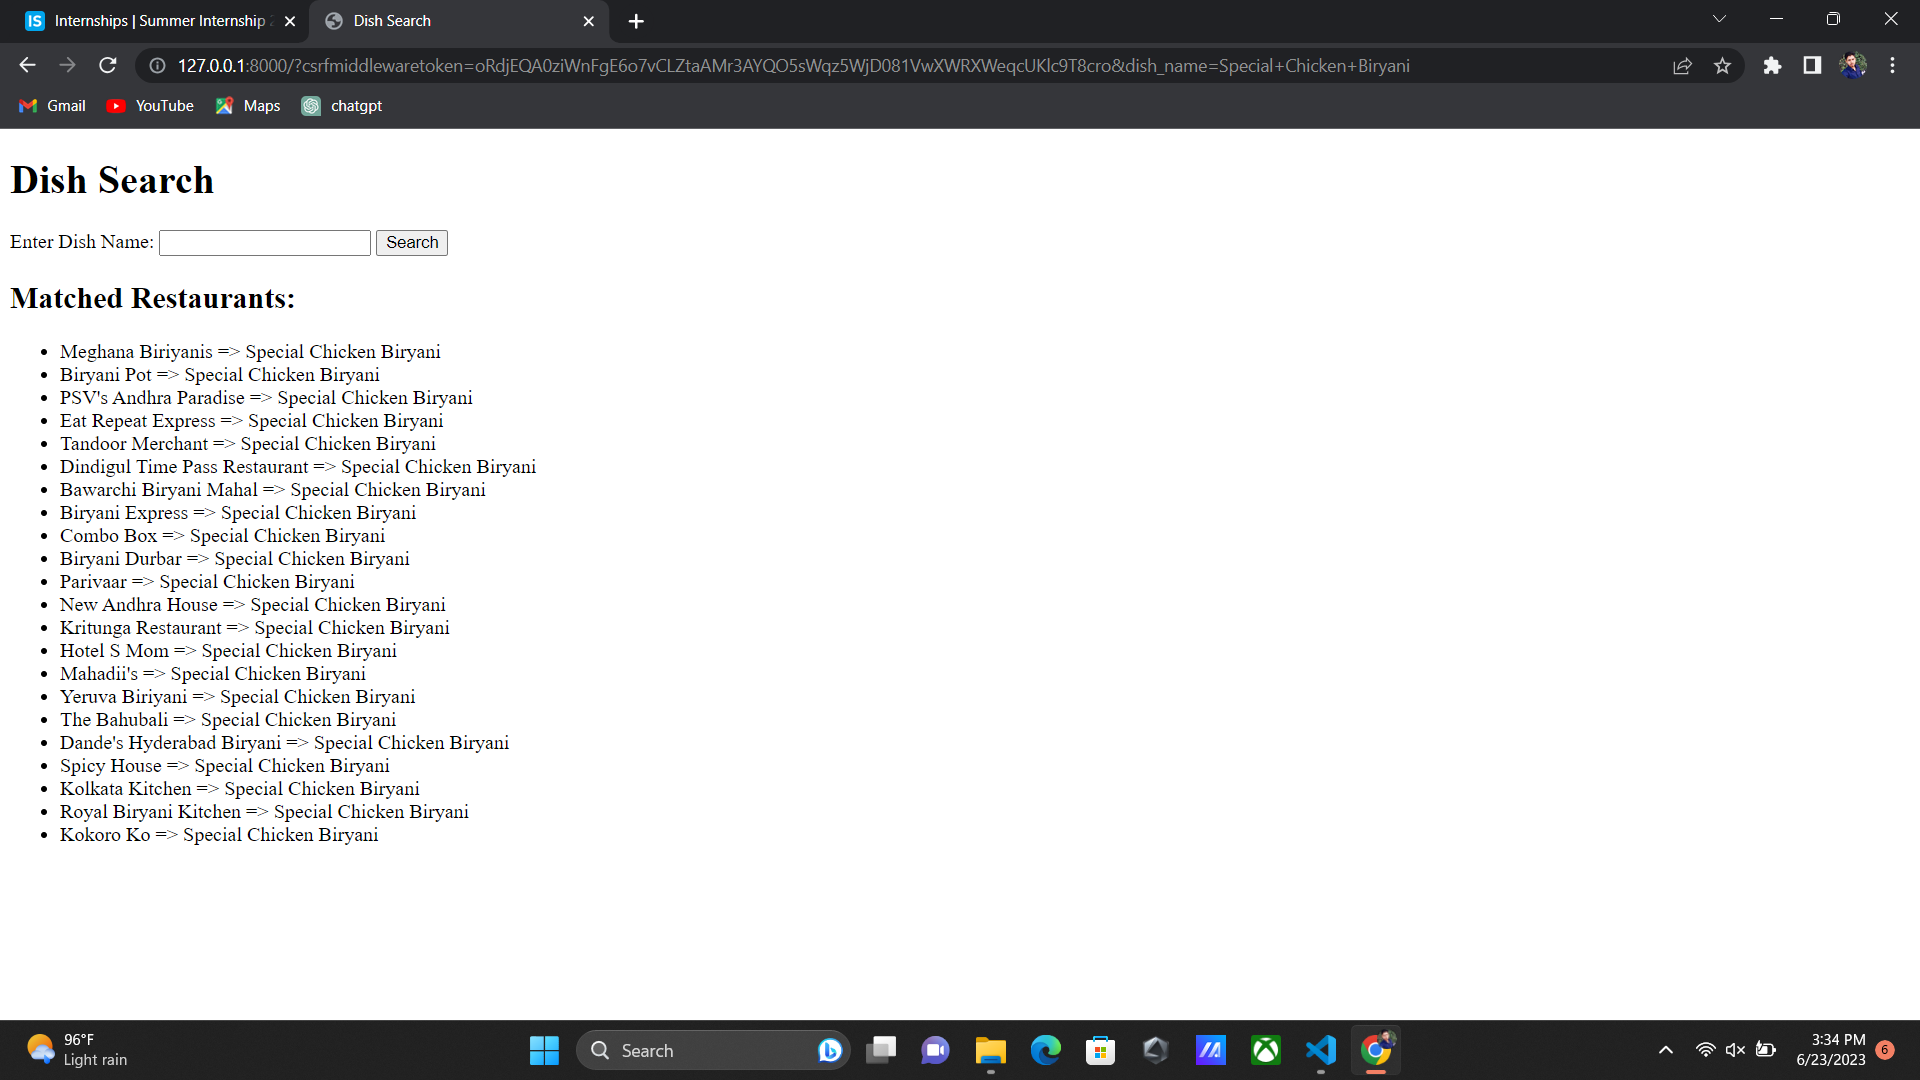 IS Internships | Summer Internship 2
Dish Search
127.0.0.1:8000/?csrfmiddlewaretoken=oRdjEQA0ziWnFgE6o7vCLZtaAMr3AYQO5sWqz5WjD081VwXWRXWeqcUKlc9T8cro&dish_name=Special+Chicken+Biryani
Gmail YouTube Maps chatgpt
Dish Search
Enter Dish Name: Search
Matched Restaurants:
• Meghana Biriyanis => Special Chicken Biryani
• Biryani Pot => Special Chicken Biryani
• PSV's Andhra Paradise => Special Chicken Biryani
• Eat Repeat Express => Special Chicken Biryani
• Tandoor Merchant => Special Chicken Biryani
• Dindigul Time Pass Restaurant => Special Chicken Biryani
• Bawarchi Biryani Mahal => Special Chicken Biryani
• Biryani Express => Special Chicken Biryani
• Combo Box => Special Chicken Biryani
• Biryani Durbar => Special Chicken Biryani
• Parivaar => Special Chicken Biryani
• New Andhra House => Special Chicken Biryani
• Kritunga Restaurant => Special Chicken Biryani
• Hotel S Mom => Special Chicken Biryani
• Mahadii's => Special Chicken Biryani
• Yeruva Biriyani => Special Chicken Biryani
• The Bahubali => Special Chicken Biryani
• Dande's Hyderabad Biryani => Special Chicken Biryani
• Spicy House => Special Chicken Biryani
• Kolkata Kitchen => Special Chicken Biryani
• Royal Biryani Kitchen => Special Chicken Biryani
• Kokoro Ko => Special Chicken Biryani
96°F
Light rain
Search
3:34 PM
6/23/2023
6